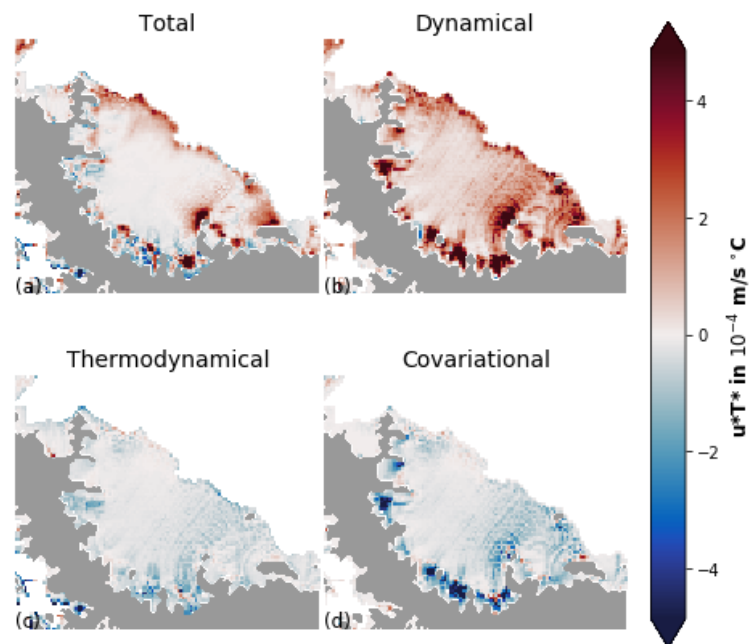 Total
Dynamical
(a)
(b)
Thermodynamical
Covariational
(c)
(d)
4
2
0
−2
−4
u*T* in 10⁻⁴ m/s °C